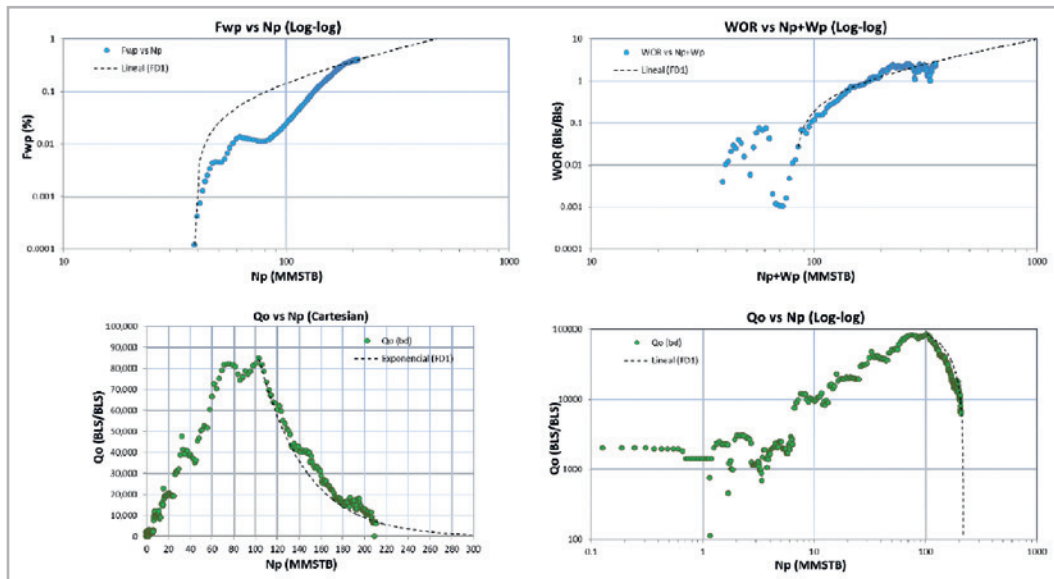 Fwp vs Np (Log-log)
1
0.1
0.01
0.001
0.0001
Fwp (%)
Fwp vs Np
Lineal (FD1)
10
100
1000
Np (MMSTB)
WOR vs Np+Wp (Log-log)
10
1
0.1
0.01
0.001
0.0001
WOR (Bls/Bls)
WOR vs Np+Wp
Lineal (FD1)
10
100
1000
Np+Wp (MMSTB)
Qo vs Np (Cartesian)
100,000
90,000
80,000
70,000
60,000
50,000
40,000
30,000
20,000
10,000
0
Qo (BLS/BLS)
Qo (bd)
Exponencial (FD1)
0 20 40 60 80 100 120 140 160 180 200 220 240 260 280 300
Np (MMSTB)
Qo vs Np (Log-log)
100000
10000
1000
100
Qo (BLS/BLS)
Qo (bd)
Lineal (FD1)
0.1
1
10
100
1000
Np (MMSTB)